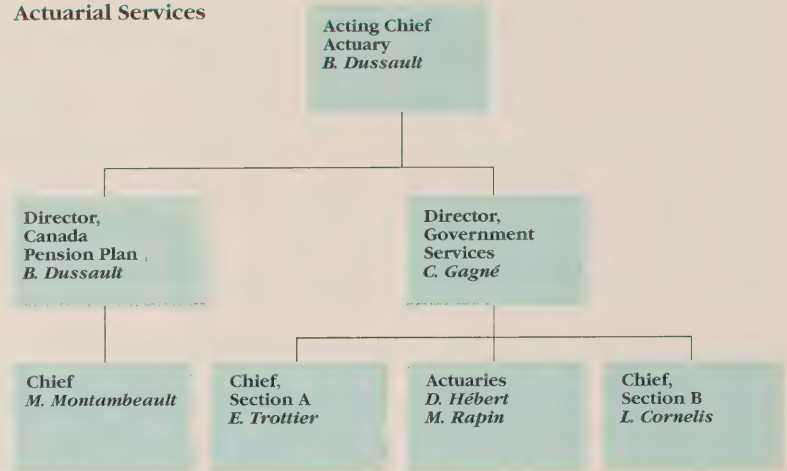 Actuarial Services
Acting Chief
Actuary
B. Dussault
Director,
Canada
Pension Plan
B. Dussault
Director,
Government
Services
C. Gagné
Chief
M. Montambeault
Chief,
Section A
E. Trottier
Actuaries
D. Hébert
M. Rapin
Chief,
Section B
L. Cornelis